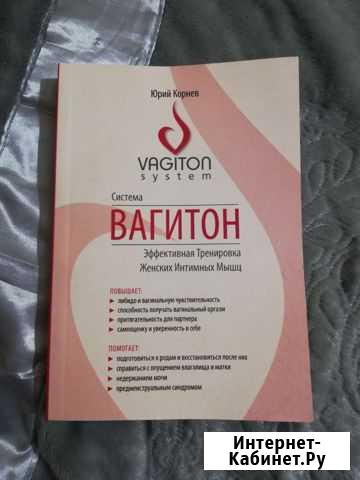 Юрий Корнев
VAGITON
system
Система
ВАГИТОН
Эффективная Тренировка
Женских Интимных Мышц
ПОВЫШАЕТ:
либидо и вагинальную чувствительность
способность получать вагинальный оргазм
притягательность для партнера
самооценку и уверенность в себе
ПОМОГАЕТ:
подготовиться к родам и восстановиться после них
справиться с опущением влагалища и матки
недержанием мочи
предменструальным синдромом
Интернет-
Кабинет.Ру